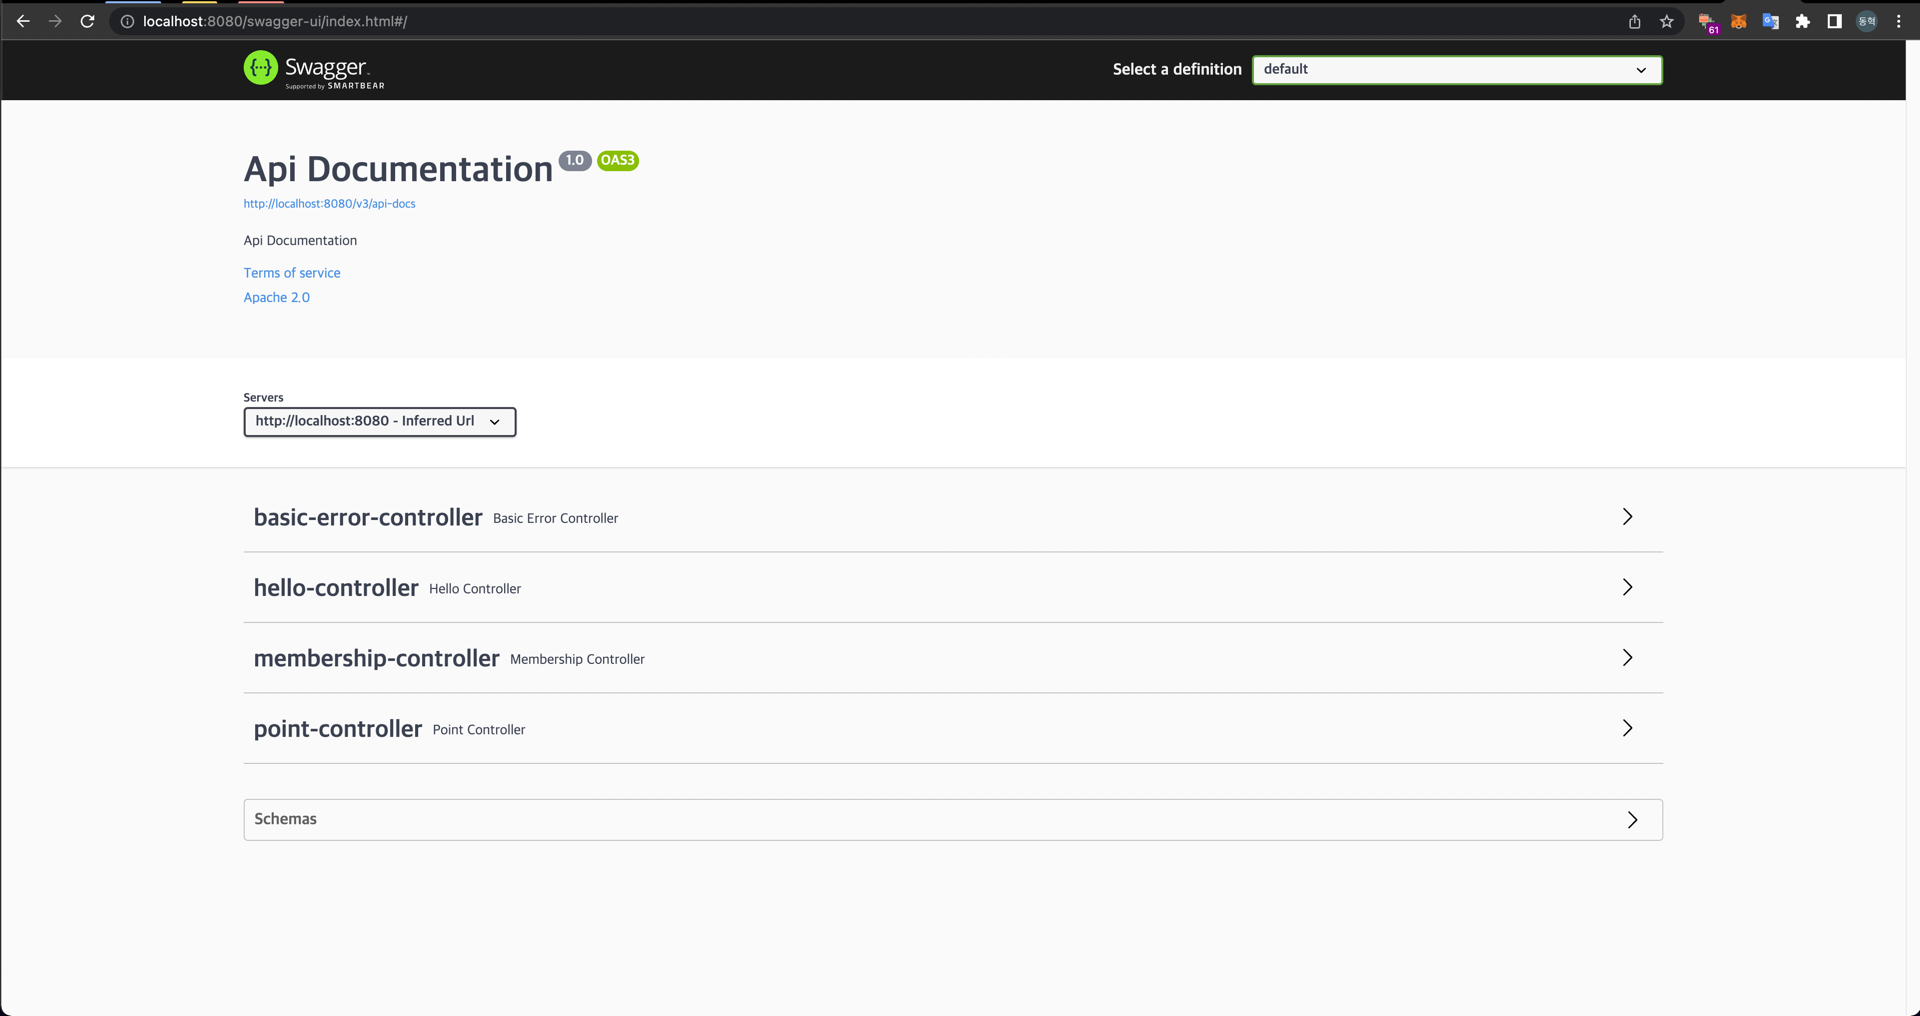 localhost:8080/swagger-ui/index.html#/
61
동혁
Swagger.
Supported by SMARTBEAR
Select a definition
default
Api Documentation 1.0 OAS3
http://localhost:8080/v3/api-docs
Api Documentation
Terms of service
Apache 2.0
Servers
http://localhost:8080 - Inferred Url
basic-error-controller Basic Error Controller
hello-controller Hello Controller
membership-controller Membership Controller
point-controller Point Controller
Schemas